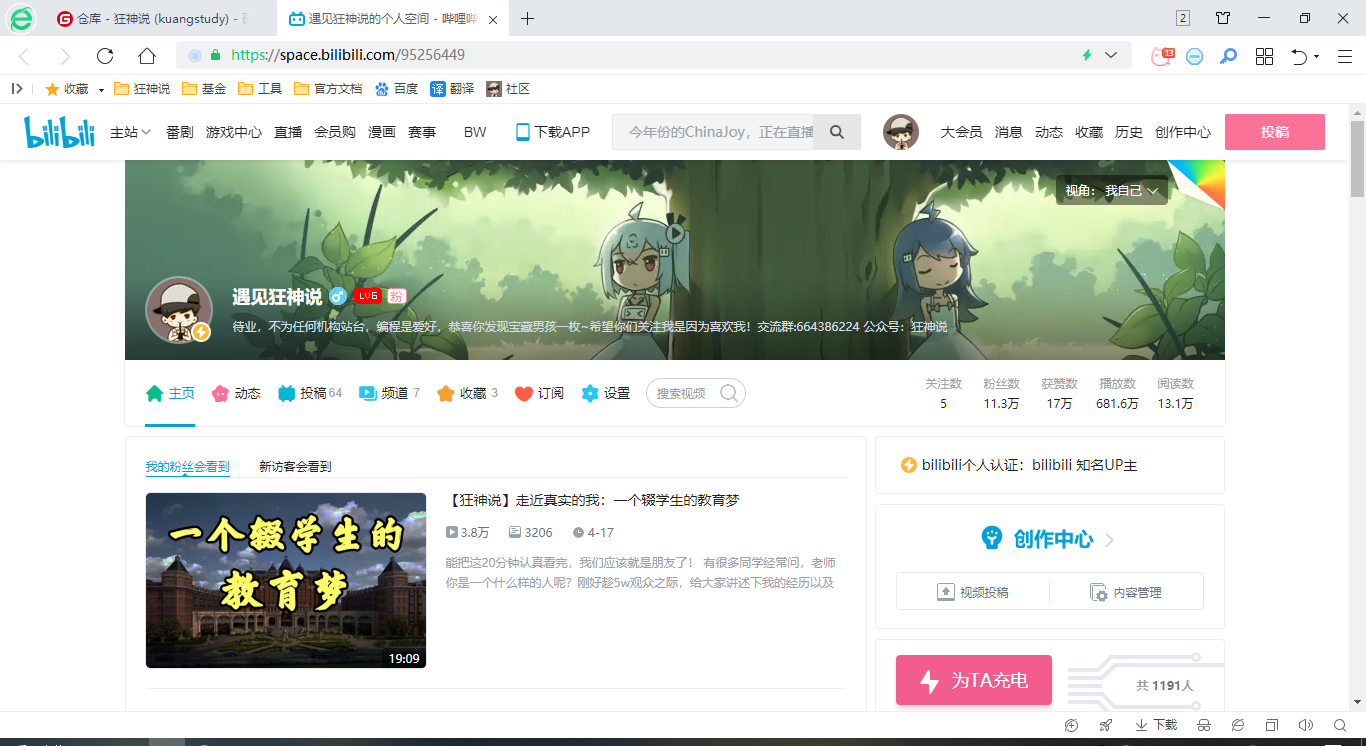 仓库 - 狂神说 (kuangstudy) -
遇见狂神说的个人空间 - 哔哩哔
2
https://space.bilibili.com/95256449
13
收藏 狂神说 基金 工具 官方文档 百度 译 翻译 社区
bilibili 主站 番剧 游戏中心 直播 会员购 漫画 赛事 BW 下载APP 今年份的ChinaJoy，正在直播 大会员 消息 动态 收藏 历史 创作中心 投稿
视角： 我自己
遇见狂神说 LV6 粉
待业，不为任何机构站台，编程是爱好，恭喜你发现宝藏男孩一枚~希望你们关注我是因为喜欢我！交流群:664386224 公众号：狂神说
主页 动态 投稿 64 频道 7 收藏 3 订阅 设置 搜索视频
关注数 粉丝数 获赞数 播放数 阅读数
5 11.3万 17万 681.6万 13.1万
我的粉丝会看到 新访客会看到
一个辍学生的
教育梦
19:09
【狂神说】走近真实的我：一个辍学生的教育梦
3.8万 3206 4-17
能把这20分钟认真看完，我们应该就是朋友了！ 有很多同学经常问，老师
你是一个什么样的人呢？刚好趁5w观众之际，给大家讲述下我的经历以及
bilibili个人认证：bilibili 知名UP主
创作中心
视频投稿 内容管理
为TA充电
共 1191人
下载